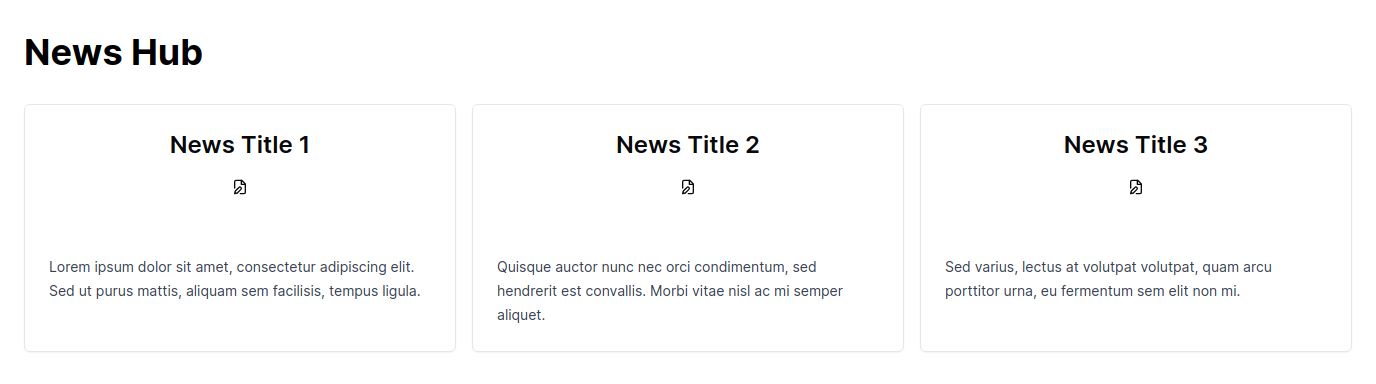 News Hub
News Title 1
Lorem ipsum dolor sit amet, consectetur adipiscing elit.
Sed ut purus mattis, aliquam sem facilisis, tempus ligula.
News Title 2
Quisque auctor nunc nec orci condimentum, sed
hendrerit est convallis. Morbi vitae nisl ac mi semper
aliquet.
News Title 3
Sed varius, lectus at volutpat volutpat, quam arcu
porttitor urna, eu fermentum sem elit non mi.